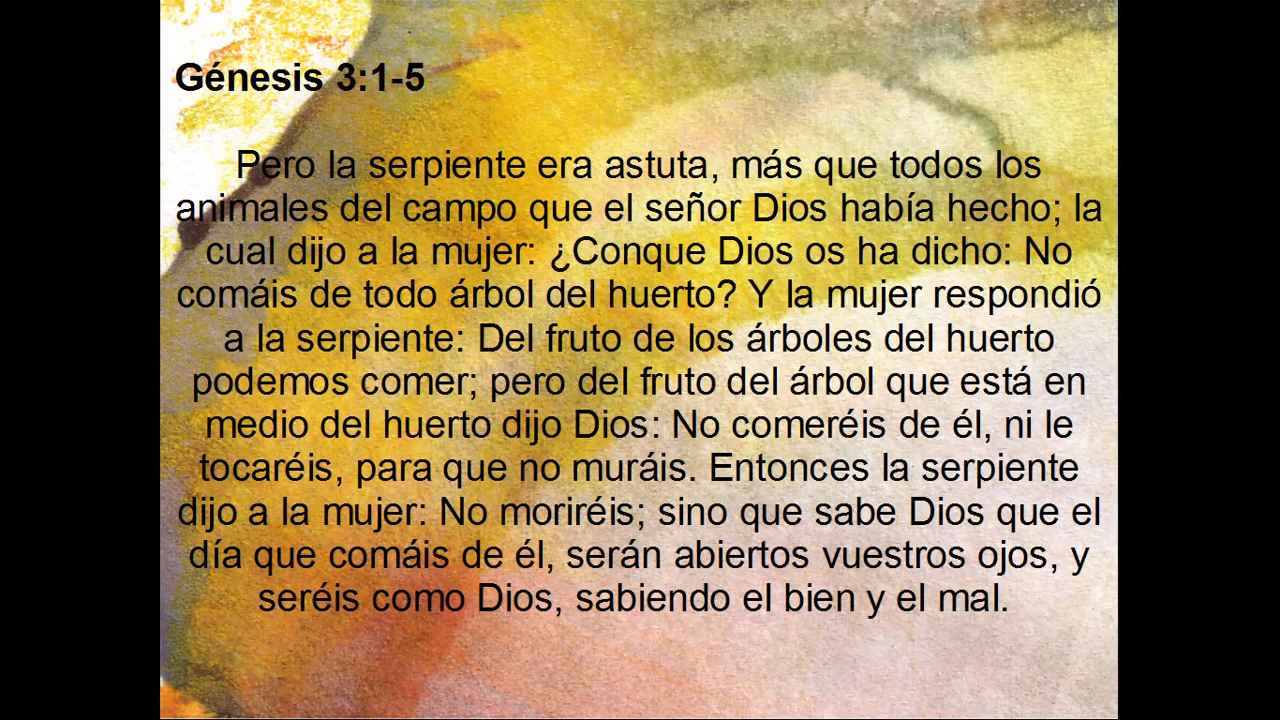 Génesis 3:1-5
Pero la serpiente era astuta, más que todos los
animales del campo que el señor Dios había hecho; la
cual dijo a la mujer: ¿Conque Dios os ha dicho: No
comáis de todo árbol del huerto? Y la mujer respondió
a la serpiente: Del fruto de los árboles del huerto
podemos comer; pero del fruto del árbol que está en
medio del huerto dijo Dios: No comeréis de él, ni le
tocaréis, para que no muráis. Entonces la serpiente
dijo a la mujer: No moriréis; sino que sabe Dios que el
día que comáis de él, serán abiertos vuestros ojos, y
seréis como Dios, sabiendo el bien y el mal.